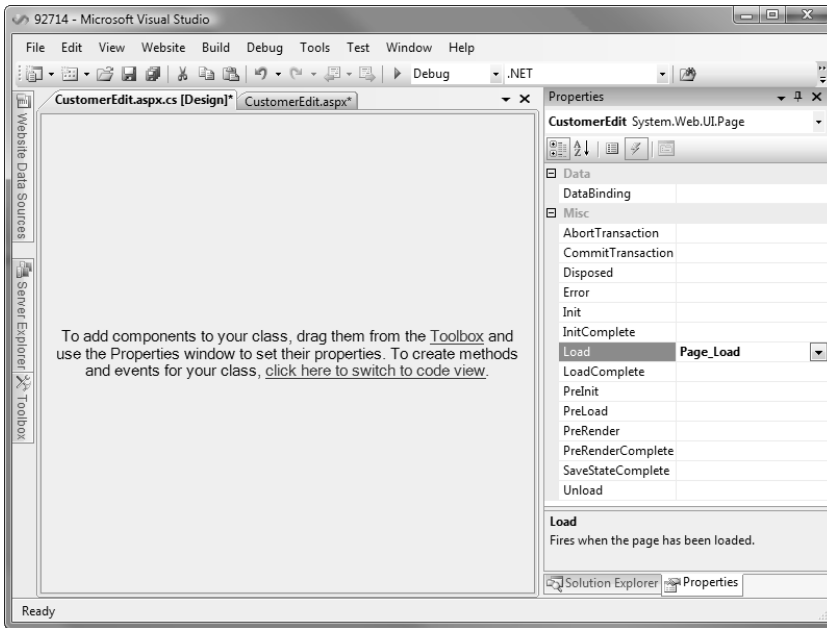 92714 - Microsoft Visual Studio
File Edit View Website Build Debug Tools Test Window Help
Debug .NET
CustomerEdit.aspx.cs [Design]* CustomerEdit.aspx*
Website Data Sources
Server Explorer
Toolbox
To add components to your class, drag them from the Toolbox and
use the Properties window to set their properties. To create methods
and events for your class, click here to switch to code view.
Properties
CustomerEdit System.Web.UI.Page
Data
DataBinding
Misc
AbortTransaction
CommitTransaction
Disposed
Error
Init
InitComplete
Load Page_Load
LoadComplete
PreInit
PreLoad
PreRender
PreRenderComplete
SaveStateComplete
Unload
Load
Fires when the page has been loaded.
Solution Explorer Properties
Ready